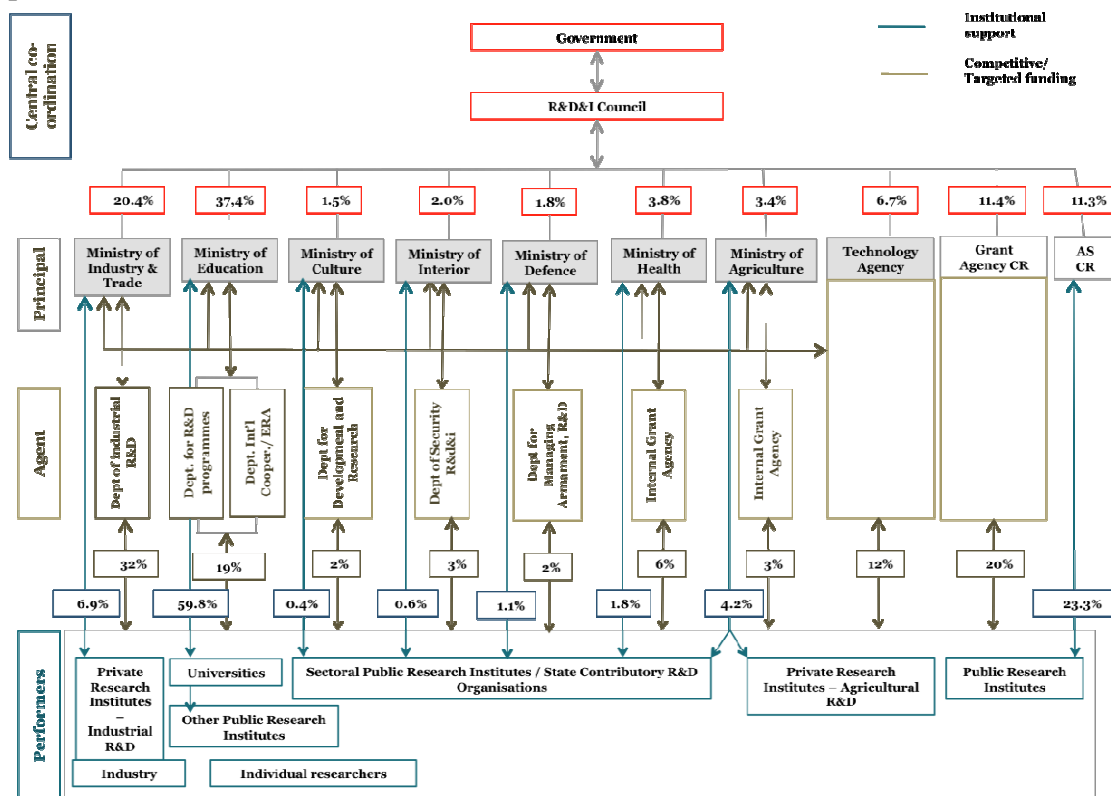 Central co-
ordination
Government
R&D&I Council
Institutional
support
Competitive/
Targeted funding
20.4%
37.4%
1.5%
2.0%
1.8%
3.8%
3.4%
6.7%
11.4%
11.3%
Principal
Ministry of
Industry &
Trade
Ministry of
Education
Ministry of
Culture
Ministry of
Interior
Ministry of
Defence
Ministry of
Health
Ministry of
Agriculture
Technology
Agency
Grant
Agency CR
AS
CR
Agent
Dept of industrial
R&D
Dept. for R&D
programmes
Dept. Int'l
Cooper./ ERA
Dept for
Development and
Research
Dept of Security
R&d&i
Dept for
Managing
Armament, R&D
Internal Grant
Agency
Internal Grant
Agency
32%
19%
2%
3%
2%
6%
3%
12%
20%
6.9%
59.8%
0.4%
0.6%
1.1%
1.8%
4.2%
23.3%
Performers
Private
Research
Institutes
–
Industrial
R&D
Universities
Other Public Research
Institutes
Sectoral Public Research Institutes / State Contributory R&D
Organisations
Private Research
Institutes – Agricultural
R&D
Public Research
Institutes
Industry
Individual researchers